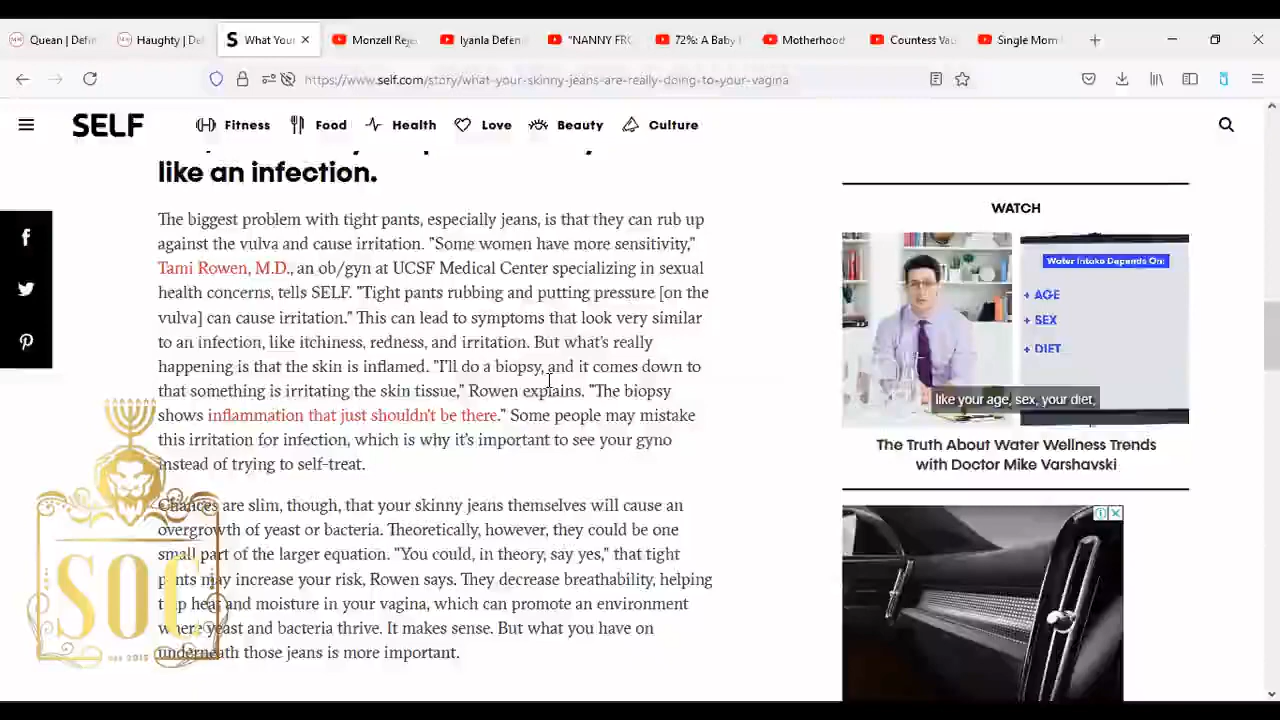 Quean | Defin
Haughty | De
S What Your
Monzell Reje
Iyanla Defen
"NANNY FRO
72%: A Baby
Motherhood
Countess Vau
Single Mom
https://www.self.com/story/what-your-skinny-jeans-are-really-doing-to-your-vagina
SELF
Fitness
Food
Health
Love
Beauty
Culture
like an infection.
The biggest problem with tight pants, especially jeans, is that they can rub up
against the vulva and cause irritation. "Some women have more sensitivity,"
Tami Rowen, M.D., an ob/gyn at UCSF Medical Center specializing in sexual
health concerns, tells SELF. "Tight pants rubbing and putting pressure [on the
vulva] can cause irritation." This can lead to symptoms that look very similar
to an infection, like itchiness, redness, and irritation. But what's really
happening is that the skin is inflamed. "I'll do a biopsy, and it comes down to
that something is irritating the skin tissue," Rowen explains. "The biopsy
shows inflammation that just shouldn't be there." Some people may mistake
this irritation for infection, which is why it's important to see your gyno
instead of trying to self-treat.
Chances are slim, though, that your skinny jeans themselves will cause an
overgrowth of yeast or bacteria. Theoretically, however, they could be one
small part of the larger equation. "You could, in theory, say yes," that tight
pants may increase your risk, Rowen says. They decrease breathability, helping
trap heat and moisture in your vagina, which can promote an environment
where yeast and bacteria thrive. It makes sense. But what you have on
underneath those jeans is more important.
WATCH
Water Intake Depends On:
+ AGE
+ SEX
+ DIET
like your age, sex, your diet,
The Truth About Water Wellness Trends
with Doctor Mike Varshavski
SOF
2015